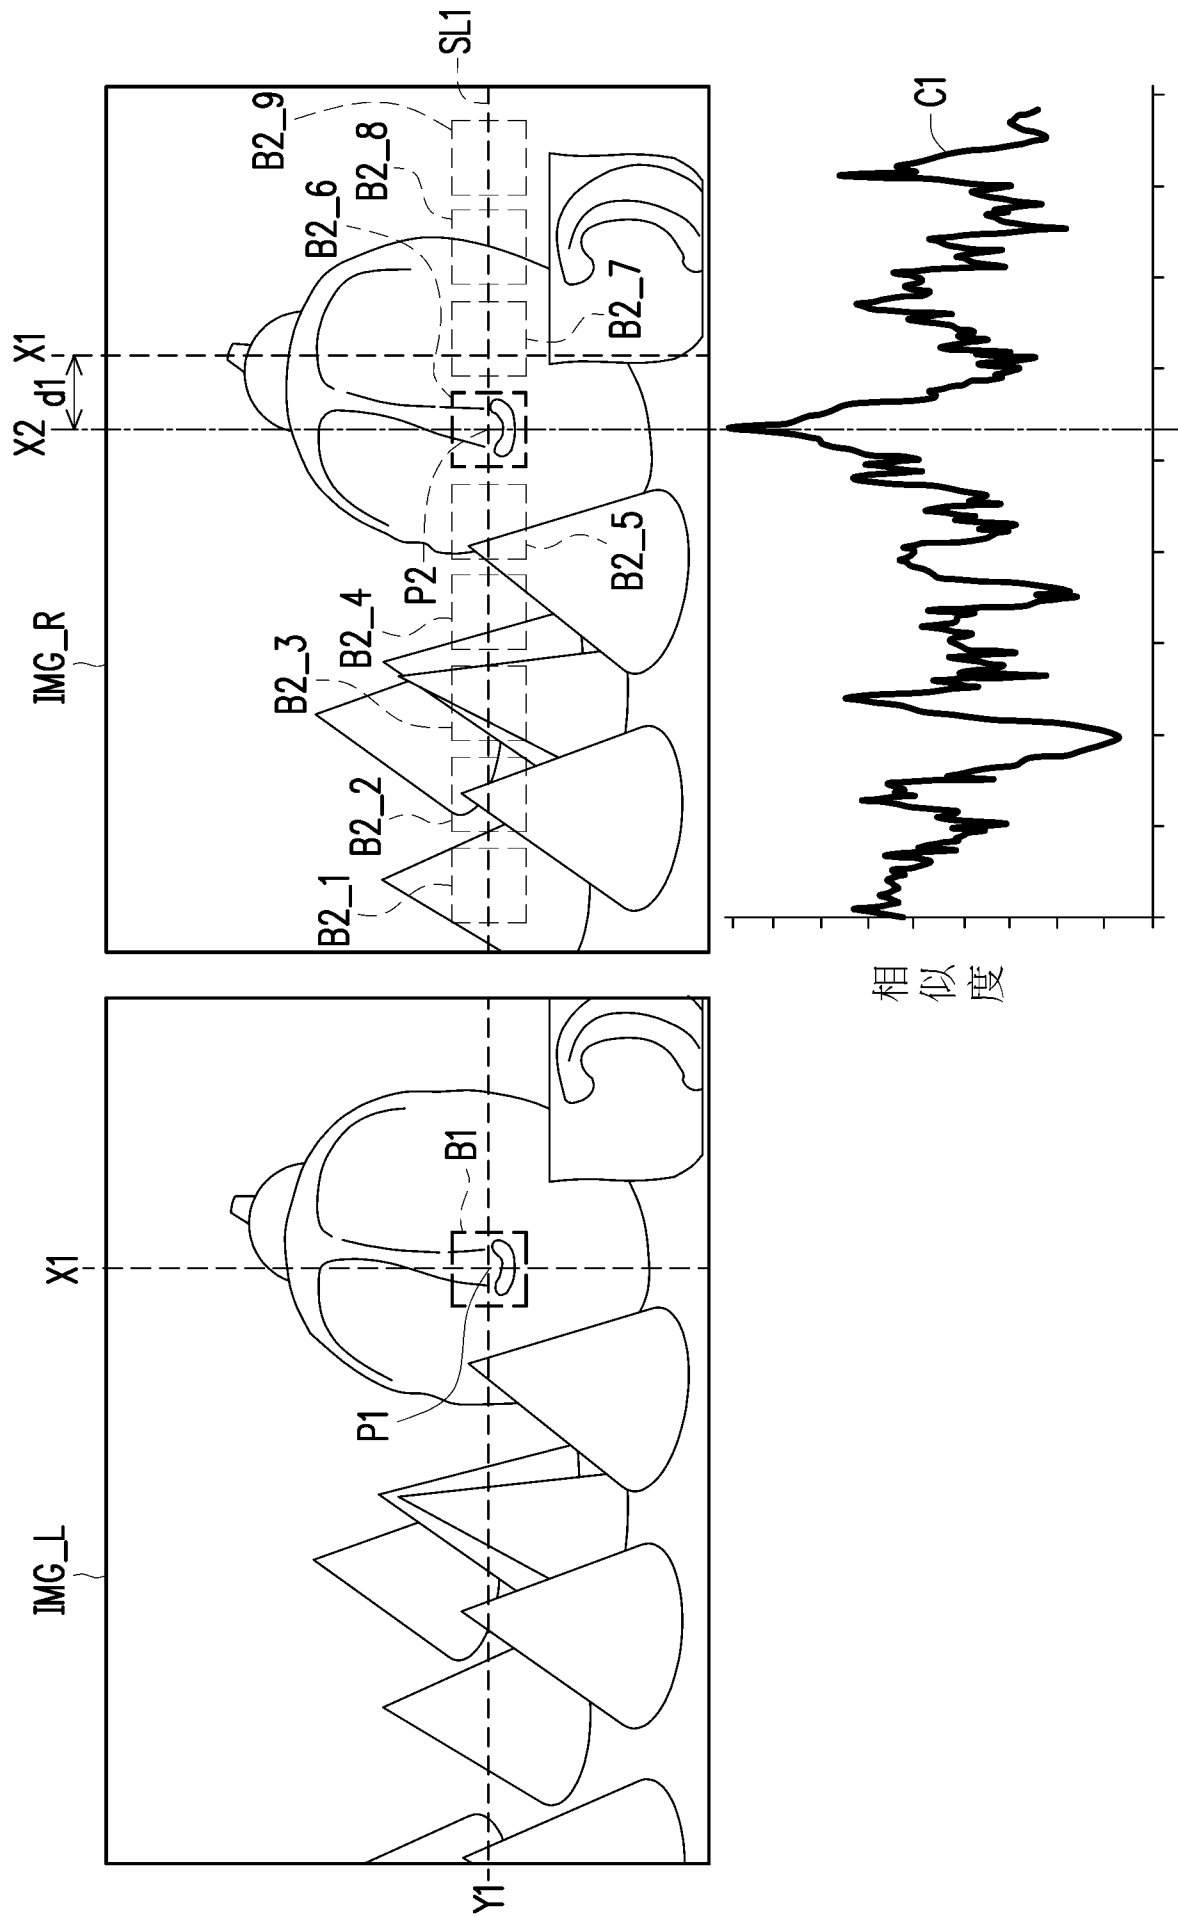 IMG_L
X1
B1
P1
Y1
IMG_R
X2
X1
d1
SL1
B2_1
B2_2
B2_3
B2_4
B2_5
B2_6
B2_7
B2_8
B2_9
P2
相似度
C1